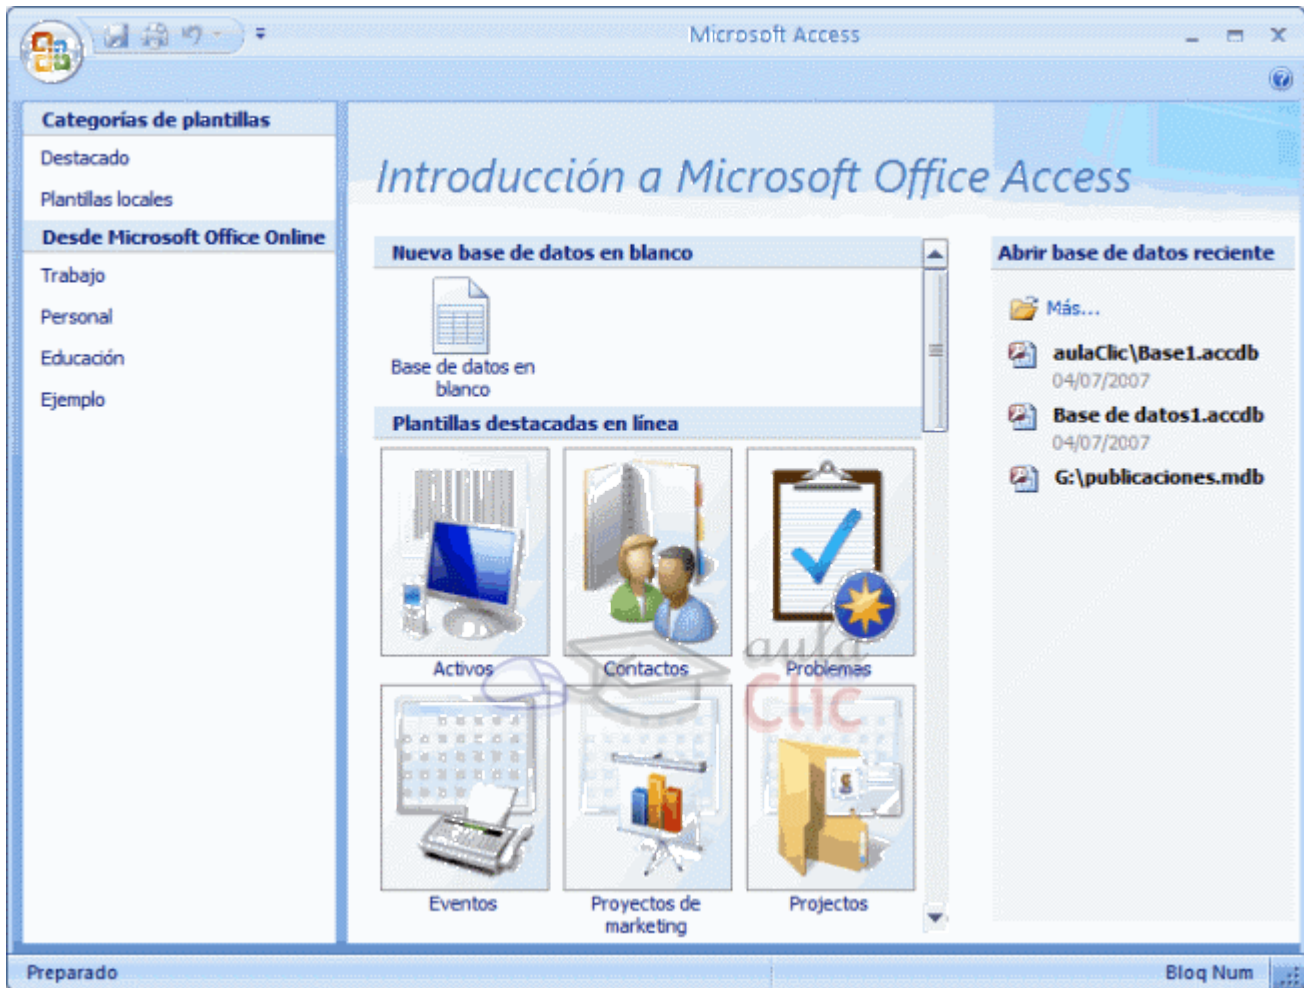 Microsoft Access
Categorías de plantillas
Destacado
Plantillas locales
Desde Microsoft Office Online
Trabajo
Personal
Educación
Ejemplo
Introducción a Microsoft Office Access
Nueva base de datos en blanco
Base de datos en
blanco
Plantillas destacadas en línea
Activos
Contactos
Problemas
aula
Clic
Eventos
Proyectos de
marketing
Projectos
Abrir base de datos reciente
Más...
aulaClic\Base1.accdb
04/07/2007
Base de datos1.accdb
04/07/2007
G:\publicaciones.mdb
Preparado
Bloq Num